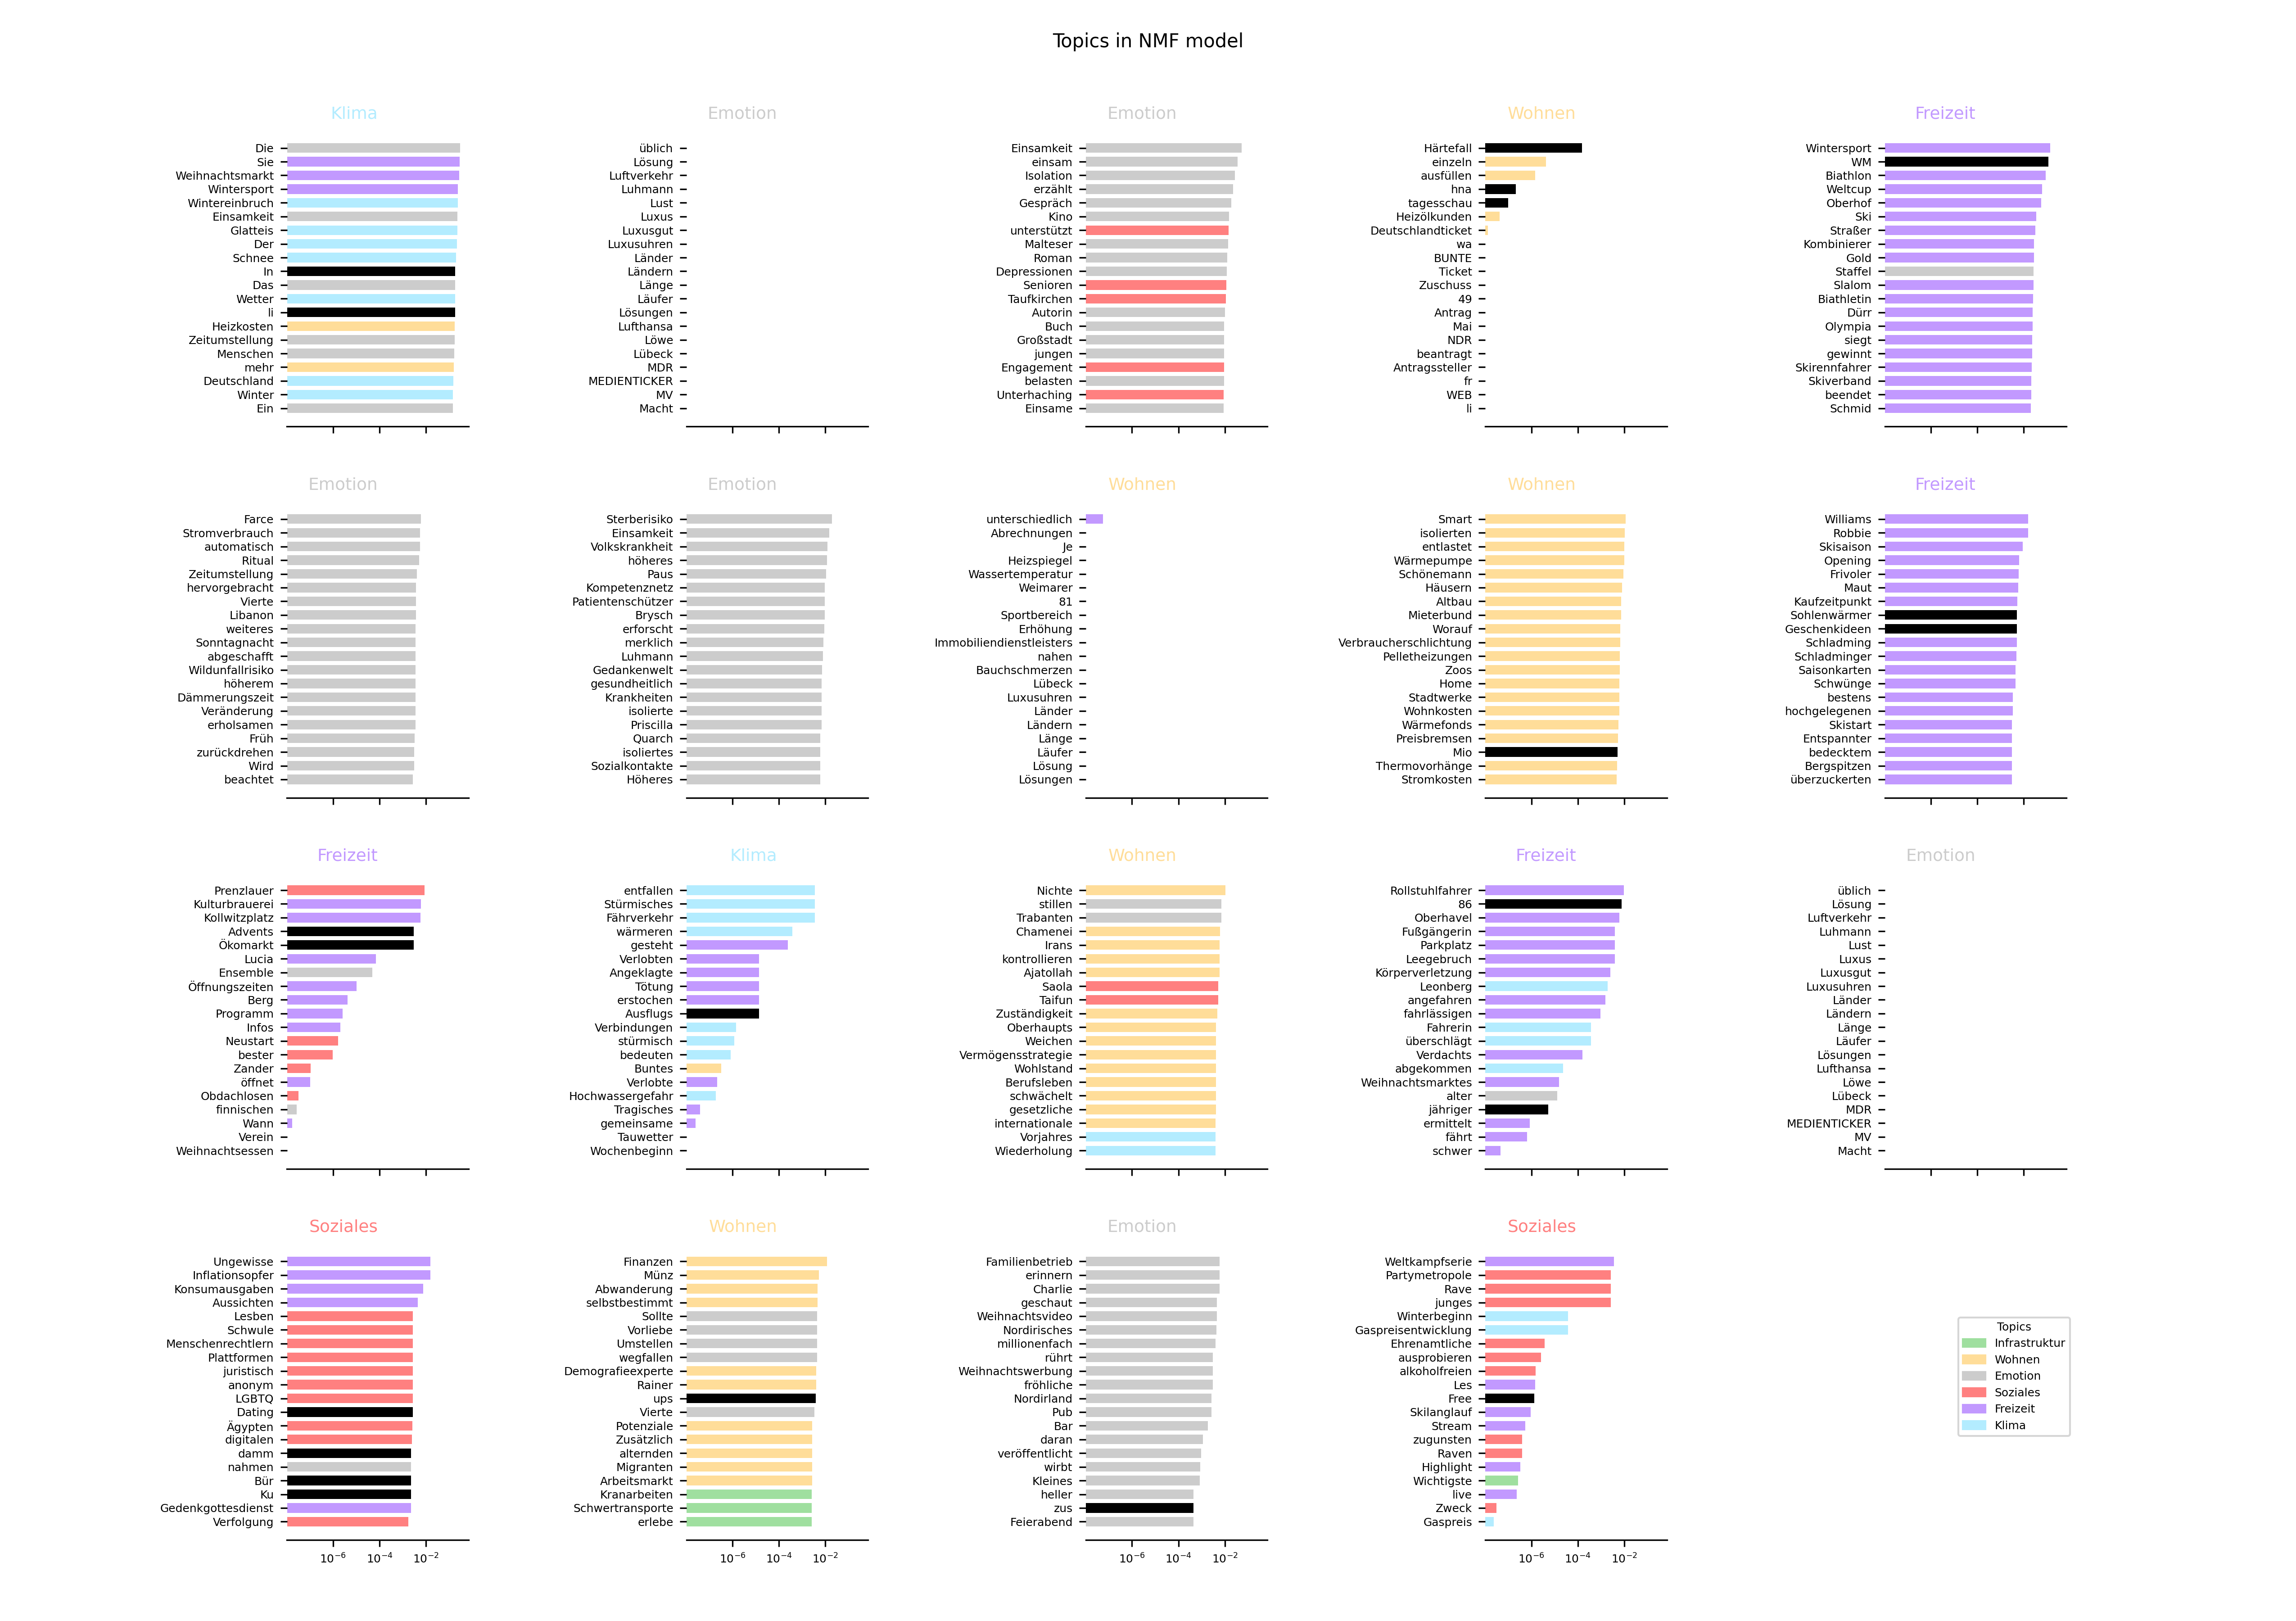 Topics in NMF model
Klima
Die
Sie
Weihnachtsmarkt
Wintersport
Wintereinbruch
Einsamkeit
Glatteis
Der
Schnee
In
Das
Wetter
li
Heizkosten
Zeitumstellung
Menschen
mehr
Deutschland
Winter
Ein
Emotion
üblich
Lösung
Luftverkehr
Luhmann
Lust
Luxus
Luxusgut
Luxusuhren
Länder
Ländern
Länge
Läufer
Lösungen
Lufthansa
Löwe
Lübeck
MDR
MEDIENTICKER
MV
Macht
Emotion
Einsamkeit
einsam
Isolation
erzählt
Gespräch
Kino
unterstützt
Malteser
Roman
Depressionen
Senioren
Taufkirchen
Autorin
Buch
Großstadt
jungen
Engagement
belasten
Unterhaching
Einsame
Wohnen
Härtefall
einzeln
ausfüllen
hna
tagesschau
Heizölkunden
Deutschlandticket
wa
BUNTE
Ticket
Zuschuss
49
Antrag
Mai
NDR
beantragt
Antragssteller
fr
WEB
li
Freizeit
Wintersport
WM
Biathlon
Weltcup
Oberhof
Ski
Straßer
Kombinierer
Gold
Staffel
Slalom
Biathletin
Dürr
Olympia
siegt
gewinnt
Skirennfahrer
Skiverband
beendet
Schmid
Emotion
Farce
Stromverbrauch
automatisch
Ritual
Zeitumstellung
hervorgebracht
Vierte
Libanon
weiteres
Sonntagnacht
abgeschafft
Wildunfallrisiko
höherem
Dämmerungszeit
Veränderung
erholsamen
Früh
zurückdrehen
Wird
beachtet
Emotion
Sterberisiko
Einsamkeit
Volkskrankheit
höheres
Paus
Kompetenznetz
Patientenschützer
Brysch
erforscht
merklich
Luhmann
Gedankenwelt
gesundheitlich
Krankheiten
isolierte
Priscilla
Quarch
isoliertes
Sozialkontakte
Höheres
Wohnen
unterschiedlich
Abrechnungen
Je
Heizspiegel
Wassertemperatur
Weimarer
81
Sportbereich
Erhöhung
Immobiliendienstleisters
nahen
Bauchschmerzen
Lübeck
Luxusuhren
Länder
Ländern
Länge
Läufer
Lösung
Lösungen
Wohnen
Smart
isolierten
entlastet
Wärmepumpe
Schönemann
Häusern
Altbau
Mieterbund
Worauf
Verbraucherschlichtung
Pelletheizungen
Zoos
Home
Stadtwerke
Wohnkosten
Wärmefonds
Preisbremsen
Mio
Thermovorhänge
Stromkosten
Freizeit
Williams
Robbie
Skisaison
Opening
Frivoler
Maut
Kaufzeitpunkt
Sohlenwärmer
Geschenkideen
Schladming
Schladminger
Saisonkarten
Schwünge
bestens
hochgelegenen
Skistart
Entspannter
bedecktem
Bergspitzen
überzuckerten
Freizeit
Prenzlauer
Kulturbrauerei
Kollwitzplatz
Advents
Ökomarkt
Lucia
Ensemble
Öffnungszeiten
Berg
Programm
Infos
Neustart
bester
Zander
öffnet
Obdachlosen
finnischen
Wann
Verein
Weihnachtsessen
Klima
entfallen
Stürmisches
Fährverkehr
wärmeren
gesteht
Verlobten
Angeklagte
Tötung
erstochen
Ausflugs
Verbindungen
stürmisch
bedeuten
Buntes
Verlobte
Hochwassergefahr
Tragisches
gemeinsame
Tauwetter
Wochenbeginn
Wohnen
Nichte
stillen
Trabanten
Chamenei
Irans
kontrollieren
Ajatollah
Saola
Taifun
Zuständigkeit
Oberhaupts
Weichen
Vermögensstrategie
Wohlstand
Berufsleben
schwächelt
gesetzliche
internationale
Vorjahres
Wiederholung
Freizeit
Rollstuhlfahrer
86
Oberhavel
Fußgängerin
Parkplatz
Leegebruch
Körperverletzung
Leonberg
angefahren
fahrlässigen
Fahrerin
überschlägt
Verdachts
abgekommen
Weihnachtsmarktes
alter
jähriger
ermittelt
fährt
schwer
Emotion
üblich
Lösung
Luftverkehr
Luhmann
Lust
Luxus
Luxusgut
Luxusuhren
Länder
Ländern
Länge
Läufer
Lösungen
Lufthansa
Löwe
Lübeck
MDR
MEDIENTICKER
MV
Macht
Soziales
Ungewisse
Inflationsopfer
Konsumausgaben
Aussichten
Lesben
Schwule
Menschenrechtlern
Plattformen
juristisch
anonym
LGBTQ
Dating
Ägypten
digitalen
damm
nahmen
Bür
Ku
Gedenkgottesdienst
Verfolgung
10⁻⁶ 10⁻⁴ 10⁻²
Wohnen
Finanzen
Münz
Abwanderung
selbstbestimmt
Sollte
Vorliebe
Umstellen
wegfallen
Demografieexperte
Rainer
ups
Vierte
Potenziale
Zusätzlich
alternden
Migranten
Arbeitsmarkt
Kranarbeiten
Schwertransporte
erlebe
10⁻⁶ 10⁻⁴ 10⁻²
Emotion
Familienbetrieb
erinnern
Charlie
geschaut
Weihnachtsvideo
Nordirisches
millionenfach
rührt
Weihnachtswerbung
fröhliche
Nordirland
Pub
Bar
daran
veröffentlicht
wirbt
Kleines
heller
zus
Feierabend
10⁻⁶ 10⁻⁴ 10⁻²
Soziales
Weltkampfserie
Partymetropole
Rave
junges
Winterbeginn
Gaspreisentwicklung
Ehrenamtliche
ausprobieren
alkoholfreien
Les
Free
Skilanglauf
Stream
zugunsten
Raven
Highlight
Wichtigste
live
Zweck
Gaspreis
10⁻⁶ 10⁻⁴ 10⁻²
Topics
Infrastruktur
Wohnen
Emotion
Soziales
Freizeit
Klima